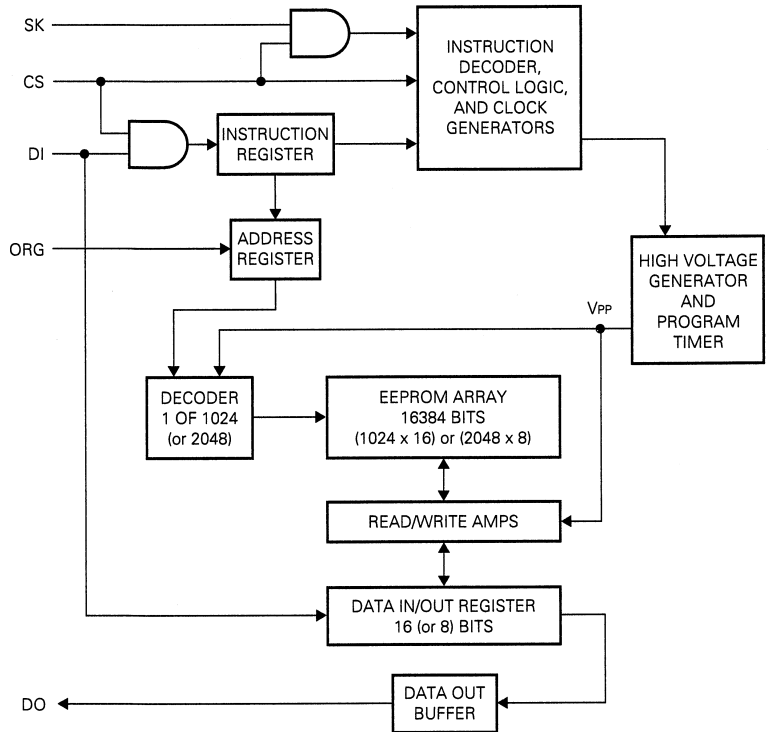 SK
INSTRUCTION
DECODER,
CONTROL LOGIC,
AND CLOCK
GENERATORS
CS
DI
INSTRUCTION
REGISTER
ORG
ADDRESS
REGISTER
HIGH VOLTAGE
GENERATOR
AND
PROGRAM
TIMER
VPP
DECODER
1 OF 1024
(or 2048)
EEPROM ARRAY
16384 BITS
(1024 x 16) or (2048 x 8)
READ/WRITE AMPS
DATA IN/OUT REGISTER
16 (or 8) BITS
DO
DATA OUT
BUFFER